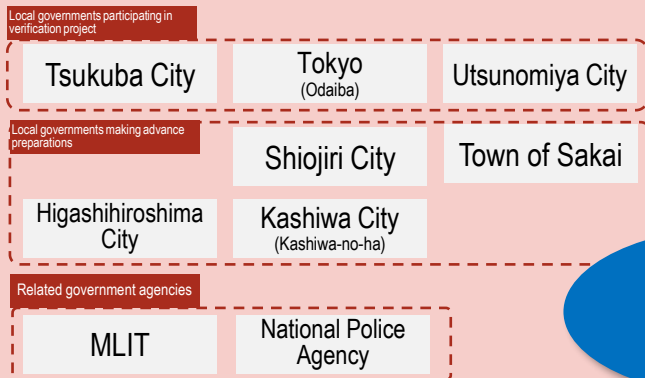 Local governments participating in
verification project
Tsukuba City
Tokyo
(Odaiba)
Utsunomiya City
Local governments making advance
preparations
Shiojiri City
Town of Sakai
Higashihiroshima
City
Kashiwa City
(Kashiwa-no-ha)
Related government agencies
MLIT
National Police
Agency